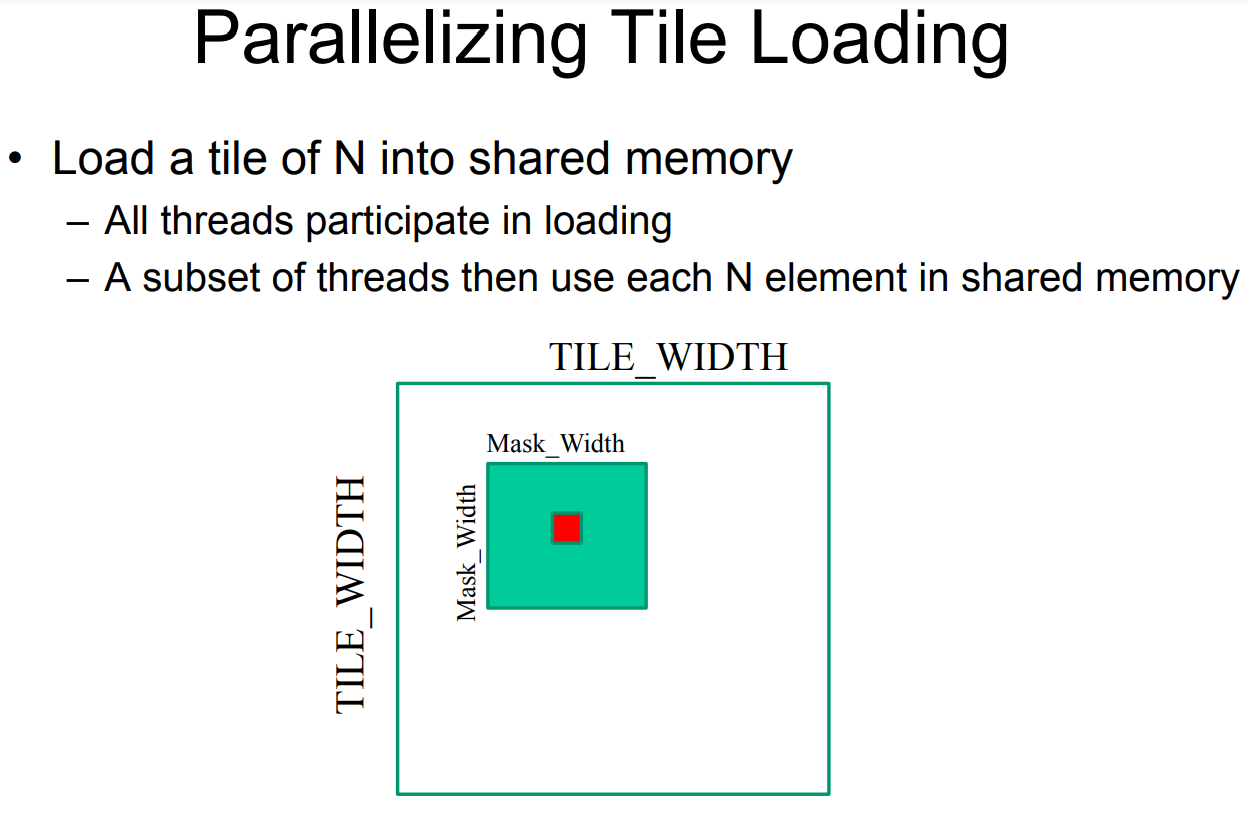 Parallelizing Tile Loading
• Load a tile of N into shared memory
– All threads participate in loading
– A subset of threads then use each N element in shared memory
TILE_WIDTH
Mask_Width
Mask_Width
TILE_WIDTH